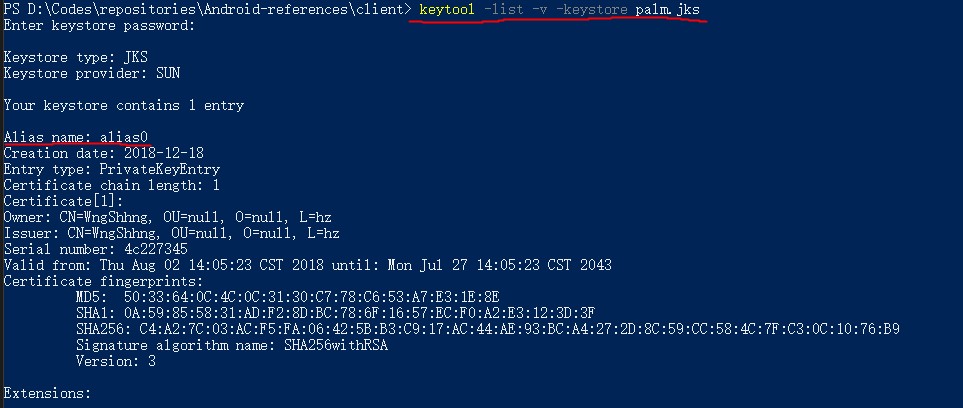 PS D:\Codes\repositories\Android-references\client> keytool -list -v -keystore palm.jks
Enter keystore password:
Keystore type: JKS
Keystore provider: SUN
Your keystore contains 1 entry
Alias name: alias0
Creation date: 2018-12-18
Entry type: PrivateKeyEntry
Certificate chain length: 1
Certificate[1]:
Owner: CN=WngShhng, OU=null, O=null, L=hz
Issuer: CN=WngShhng, OU=null, O=null, L=hz
Serial number: 4c227345
Valid from: Thu Aug 02 14:05:23 CST 2018 until: Mon Jul 27 14:05:23 CST 2043
Certificate fingerprints:
MD5:  50:33:64:0C:4C:0C:31:30:C7:78:C6:53:A7:E3:1E:8E
SHA1: 0A:59:85:58:31:AD:F2:8D:BC:78:6F:16:57:EC:F0:A2:E3:12:3D:3F
SHA256: C4:A2:7C:03:AC:F5:FA:06:42:5B:B3:C9:17:AC:44:AE:93:BC:A4:27:2D:8C:59:CC:58:4C:7F:C3:0C:10:76:B9
Signature algorithm name: SHA256withRSA
Version: 3
Extensions: